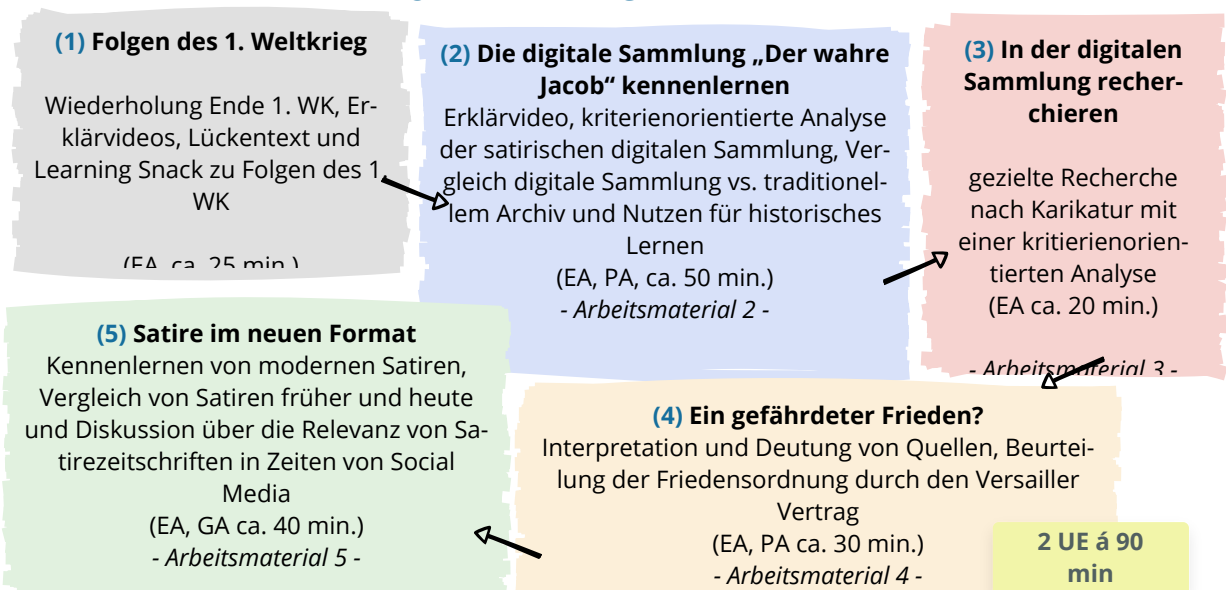 (1) Folgen des 1. Weltkrieg
Wiederholung Ende 1. WK, Er-
klärvideos, Lückentext und
Learning Snack zu Folgen des 1.
WK
(EA, ca. 25 min.)
(2) Die digitale Sammlung „Der wahre
Jacob“ kennenlernen
Erklärvideo, kriterienorientierte Analyse
der satirischen digitalen Sammlung, Ver-
gleich digitale Sammlung vs. traditionel-
lem Archiv und Nutzen für historisches
Lernen
(EA, PA, ca. 50 min.)
- Arbeitsmaterial 2 -
(3) In der digitalen
Sammlung recher-
chieren
gezielte Recherche
nach Karikatur mit
einer kritierienorien-
tierten Analyse
(EA ca. 20 min.)
- Arbeitsmaterial 3 -
(4) Ein gefährdeter Frieden?
Interpretation und Deutung von Quellen, Beurtei-
lung der Friedensordnung durch den Versailler
Vertrag
(EA, PA ca. 30 min.)
- Arbeitsmaterial 4 -
(5) Satire im neuen Format
Kennenlernen von modernen Satiren,
Vergleich von Satiren früher und heute
und Diskussion über die Relevanz von Sa-
tirezeitschriften in Zeiten von Social
Media
(EA, GA ca. 40 min.)
- Arbeitsmaterial 5 -
2 UE á 90
min